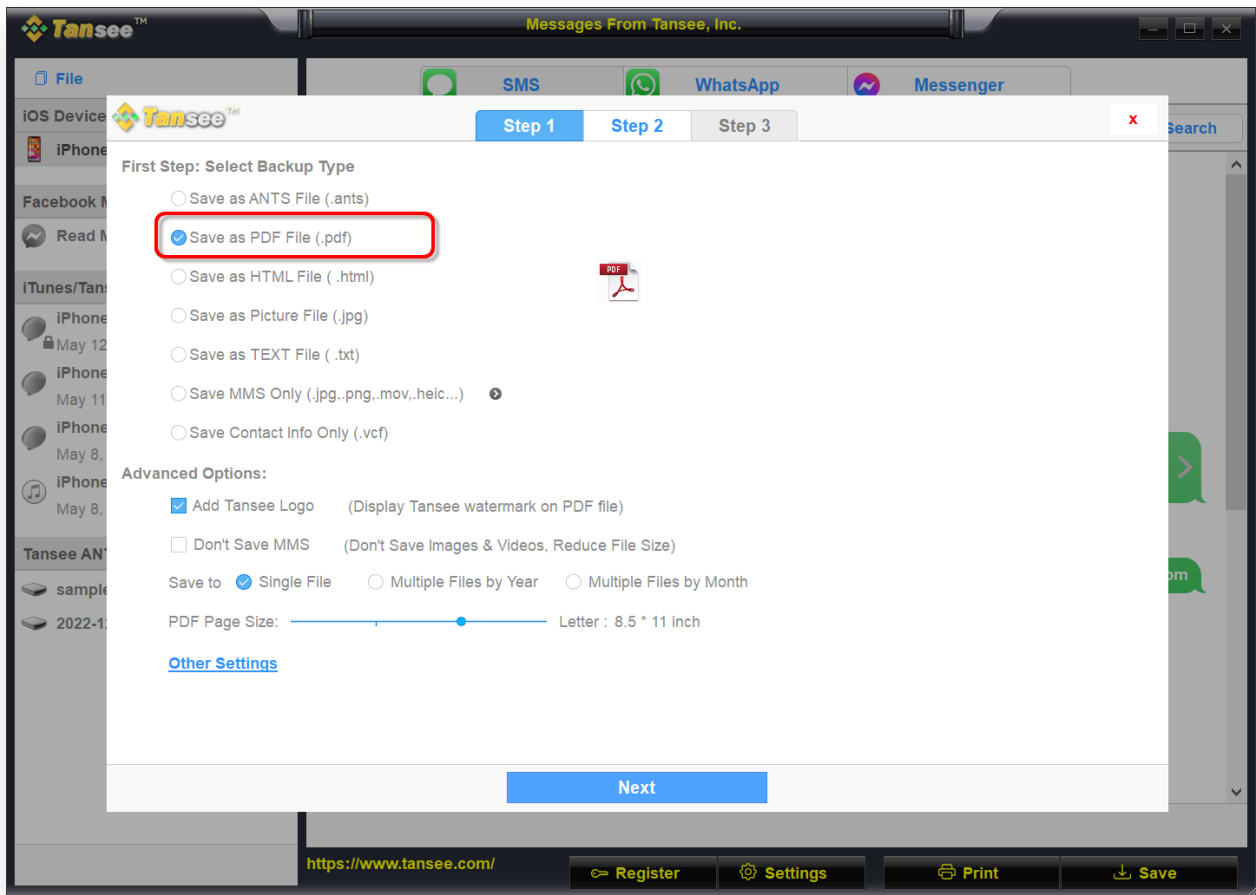 Tansee™
Messages From Tansee, Inc.
File
SMS
WhatsApp
Messenger
iOS Device
Search
iPhone
Facebook
Read
iTunes/Tan
iPhone
May 12
iPhone
May 11
iPhone
May 8,
iPhone
May 8,
Tansee AN
sample
2022-1
om
Tansee™
Step 1
Step 2
Step 3
x
First Step: Select Backup Type
Save as ANTS File (.ants)
Save as PDF File (.pdf)
PDF
Save as HTML File ( .html)
Save as Picture File (.jpg)
Save as TEXT File ( .txt)
Save MMS Only (.jpg,.png,.mov,.heic...)
Save Contact Info Only (.vcf)
Advanced Options:
Add Tansee Logo (Display Tansee watermark on PDF file)
Don't Save MMS (Don't Save Images & Videos, Reduce File Size)
Save to Single File Multiple Files by Year Multiple Files by Month
PDF Page Size: Letter : 8.5 * 11 inch
Other Settings
Next
https://www.tansee.com/
Register
Settings
Print
Save